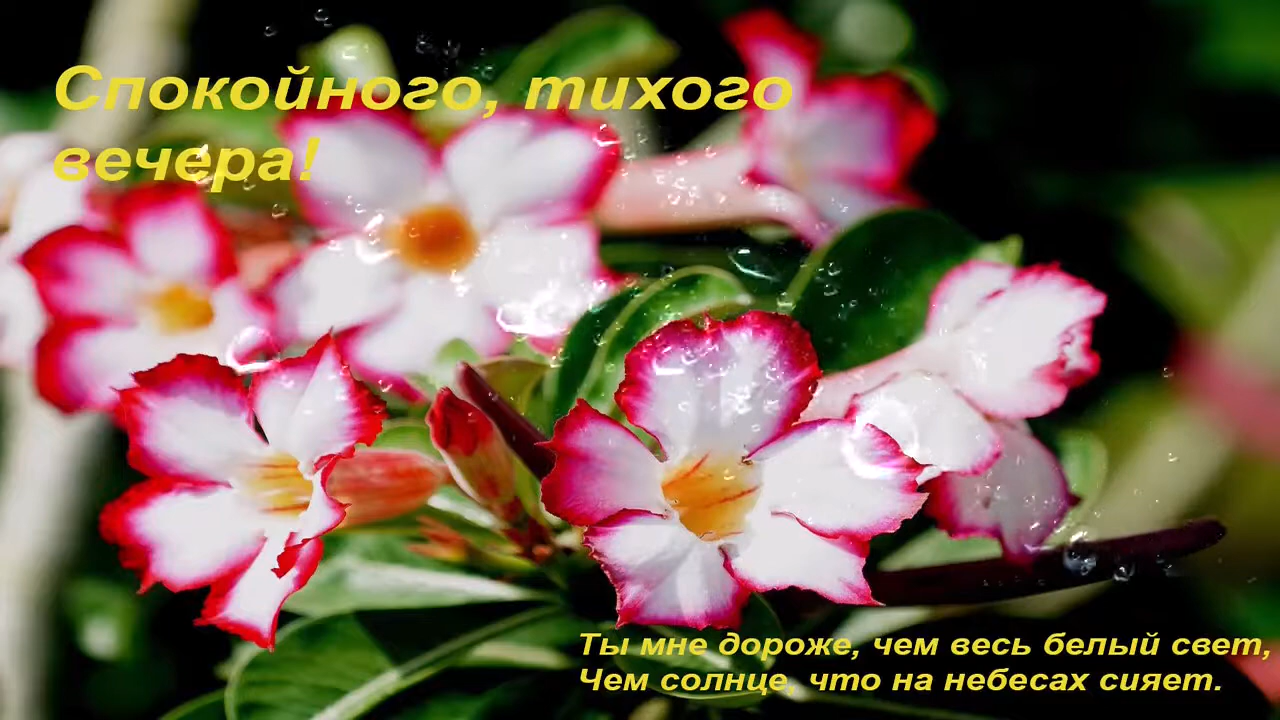 Спокойного, тихого
вечера!
Ты мне дороже, чем весь белый свет,
Чем солнце, что на небесах сияет.